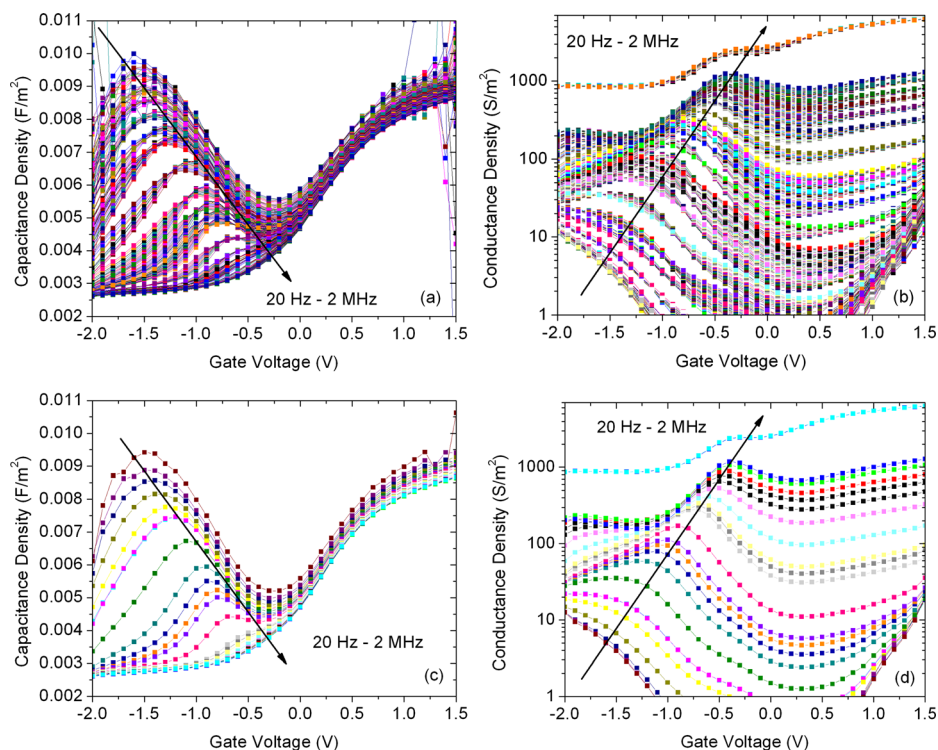 0.011
0.010
0.009
0.008
0.007
0.006
0.005
0.004
0.003
0.002
Capacitance Density (F/m²)
20 Hz - 2 MHz
(a)
-2.0 -1.5 -1.0 -0.5 0.0 0.5 1.0 1.5
Gate Voltage (V)
20 Hz - 2 MHz
1000
100
10
1
Conductance Density (S/m²)
(b)
-2.0 -1.5 -1.0 -0.5 0.0 0.5 1.0 1.5
Gate Voltage (V)
0.011
0.010
0.009
0.008
0.007
0.006
0.005
0.004
0.003
0.002
Capacitance Density (F/m²)
20 Hz - 2 MHz
(c)
-2.0 -1.5 -1.0 -0.5 0.0 0.5 1.0 1.5
Gate Voltage (V)
20 Hz - 2 MHz
1000
100
10
1
Conductance Density (S/m²)
(d)
-2.0 -1.5 -1.0 -0.5 0.0 0.5 1.0 1.5
Gate Voltage (V)